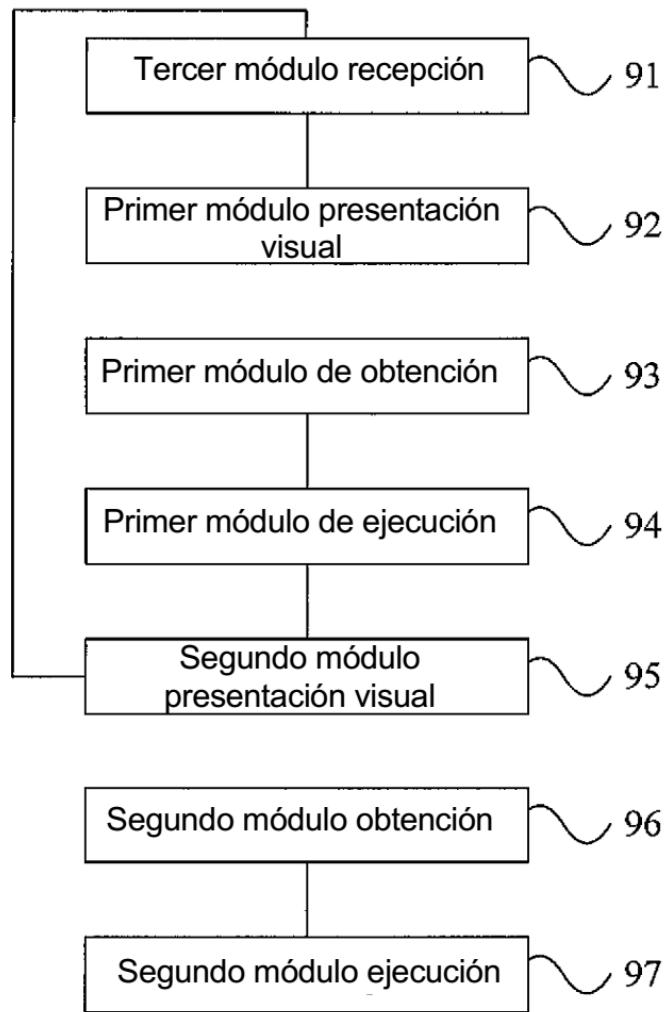 Tercer módulo recepción
91
Primer módulo presentación
visual
92
Primer módulo de obtención
93
Primer módulo de ejecución
94
Segundo módulo
presentación visual
95
Segundo módulo obtención
96
Segundo módulo ejecución
97